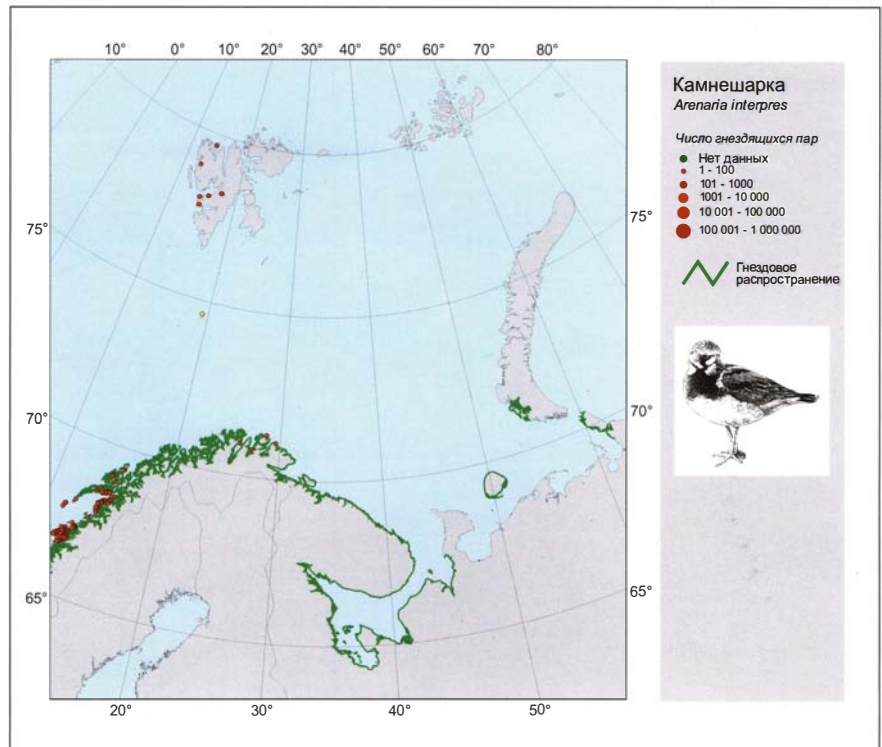 10° 0° 10° 20° 30° 40° 50° 60° 70° 80°
Камнешарка
Arenaria interpres
Число гнездящихся пар
Нет данных
1 - 100
101 - 1000
1001 - 10 000
10 001 - 100 000
100 001 - 1 000 000
Гнездовое
распространение
75° 75°
70° 70°
65° 65°
20° 30° 40° 50°